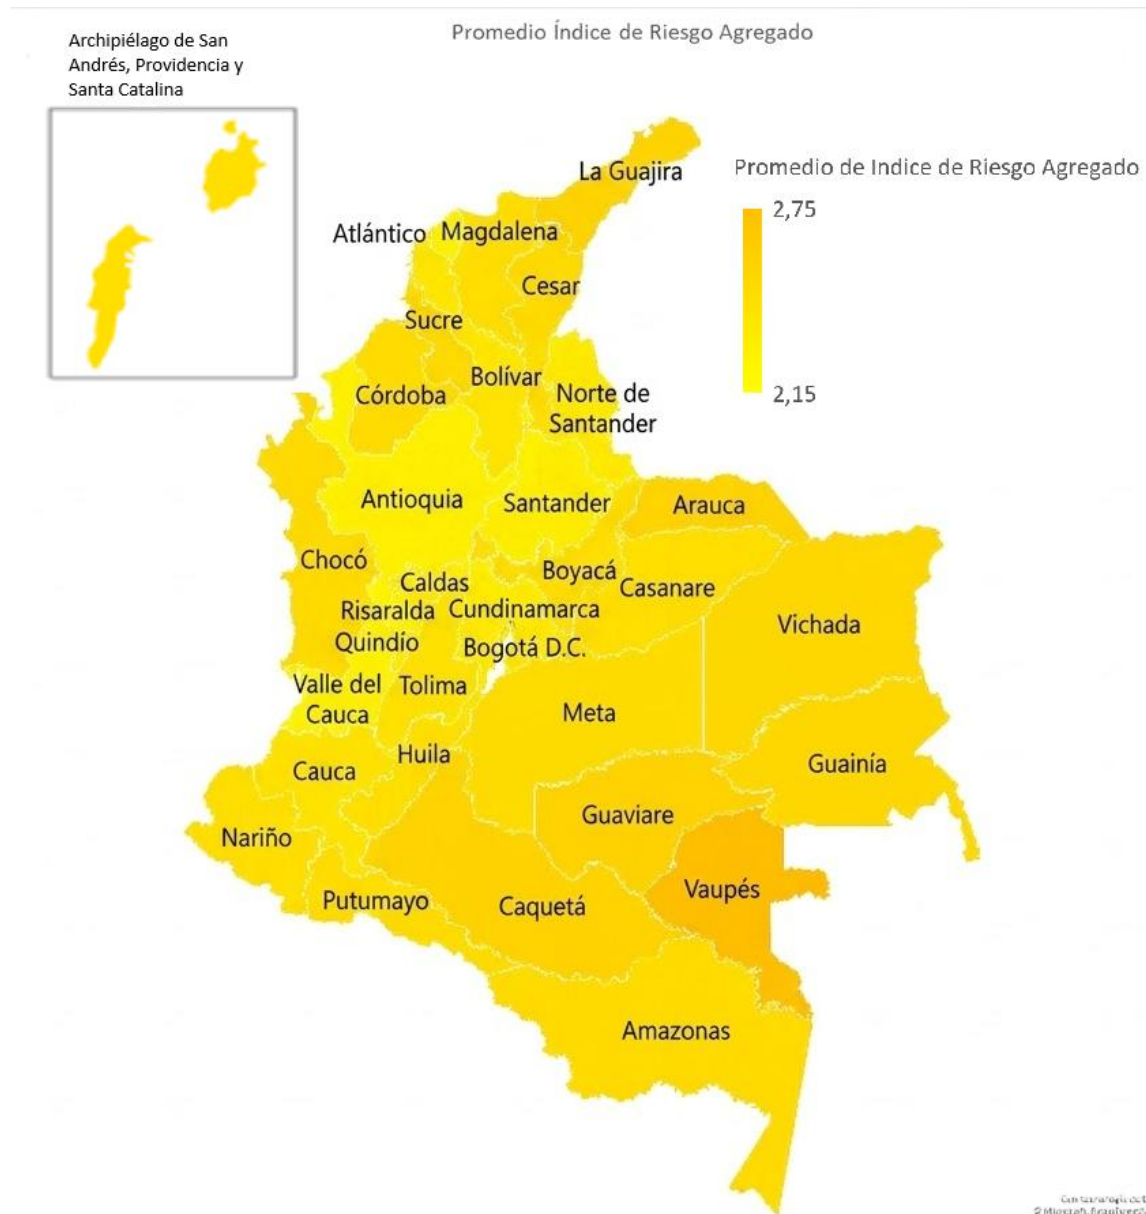 Promedio Índice de Riesgo Agregado
Archipiélago de San
Andrés, Providencia y
Santa Catalina
La Guajira
Promedio de Indice de Riesgo Agregado
2,75
2,15
Atlántico
Magdalena
Cesar
Sucre
Bolívar
Córdoba
Norte de
Santander
Antioquia
Santander
Arauca
Chocó
Boyacá
Caldas
Casanare
Risaralda
Cundinamarca
Vichada
Quindío
Bogotá D.C.
Valle del
Cauca
Tolima
Meta
Huila
Cauca
Guainía
Guaviare
Nariño
Vaupés
Putumayo
Caquetá
Amazonas